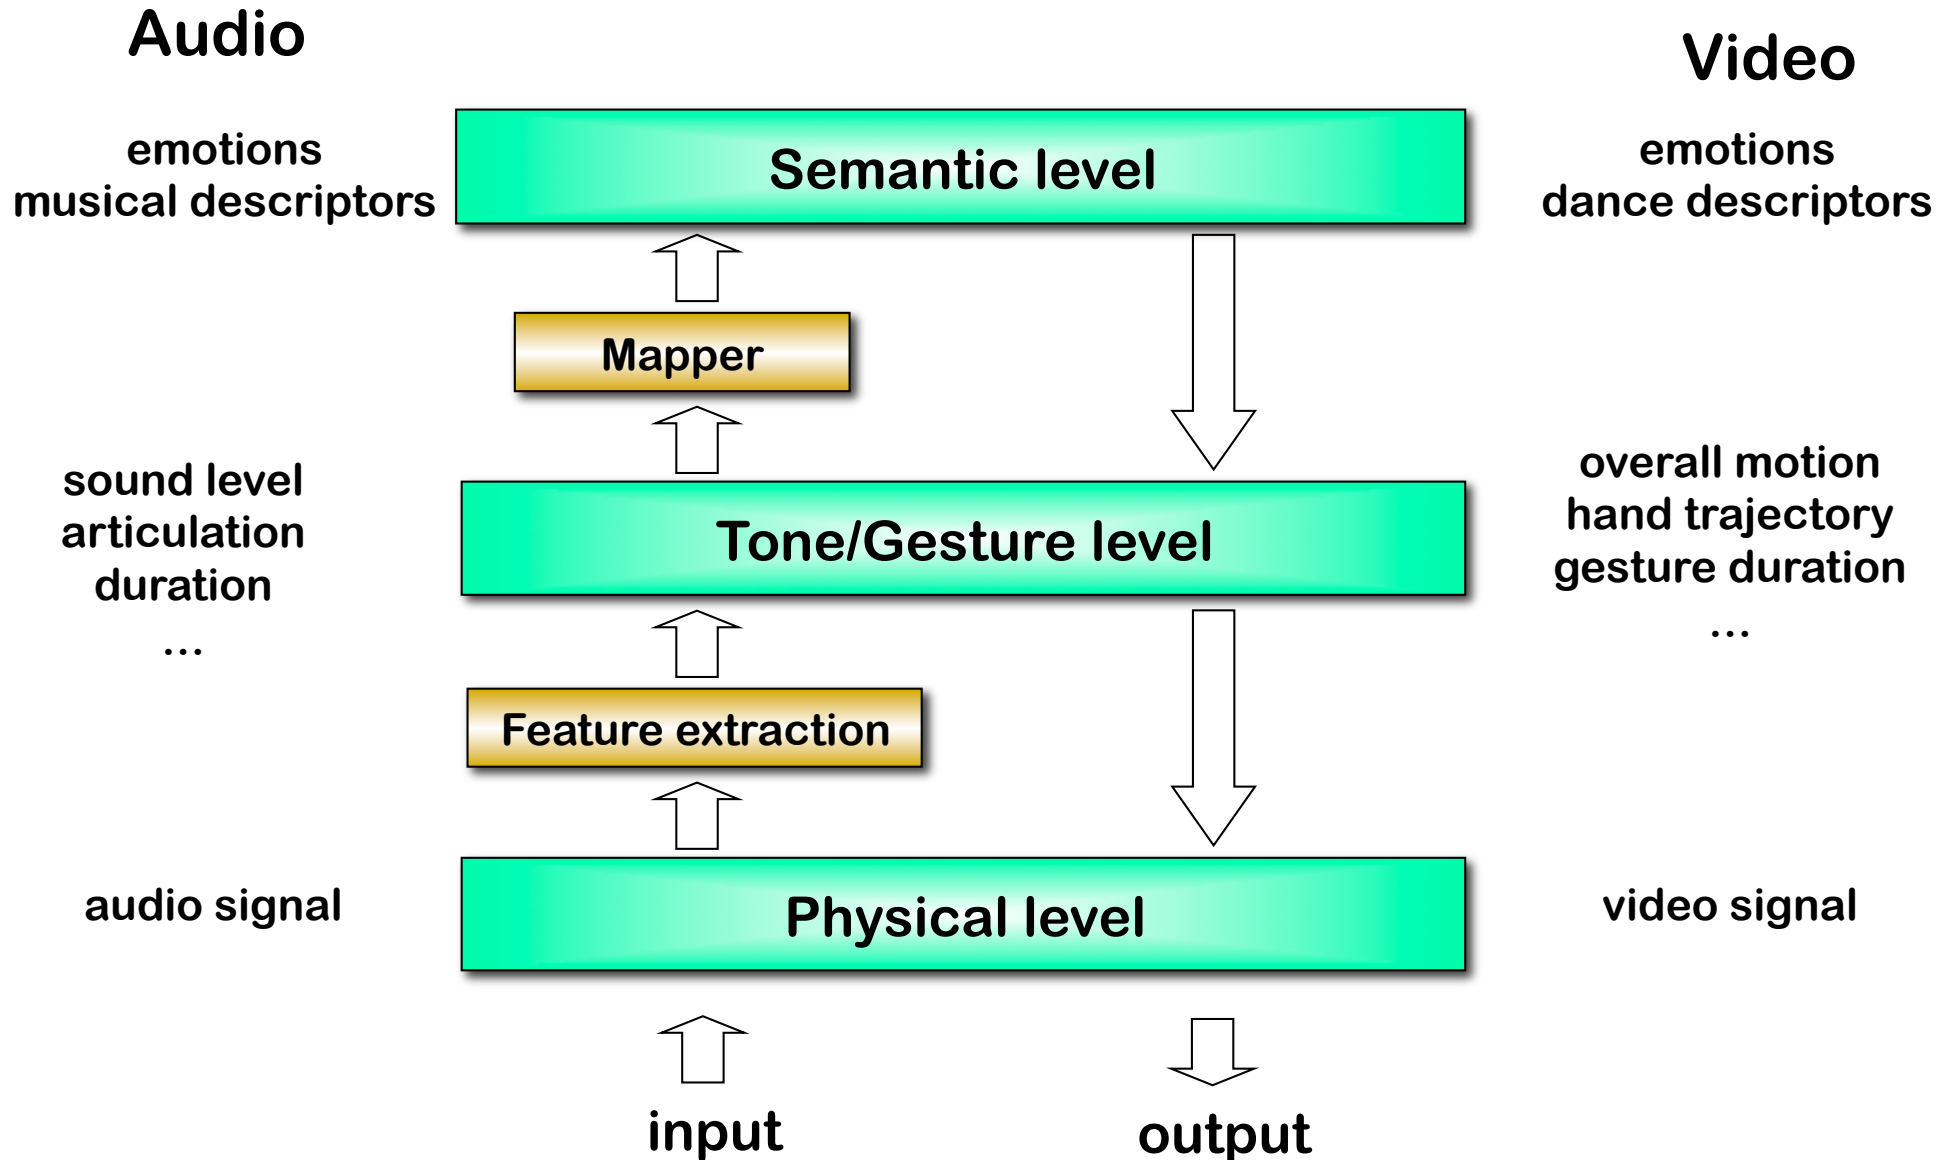 Audio
Video
emotions
musical descriptors
Semantic level
emotions
dance descriptors
Mapper
sound level
articulation
duration
...
Tone/Gesture level
overall motion
hand trajectory
gesture duration
...
Feature extraction
audio signal
Physical level
video signal
input
output